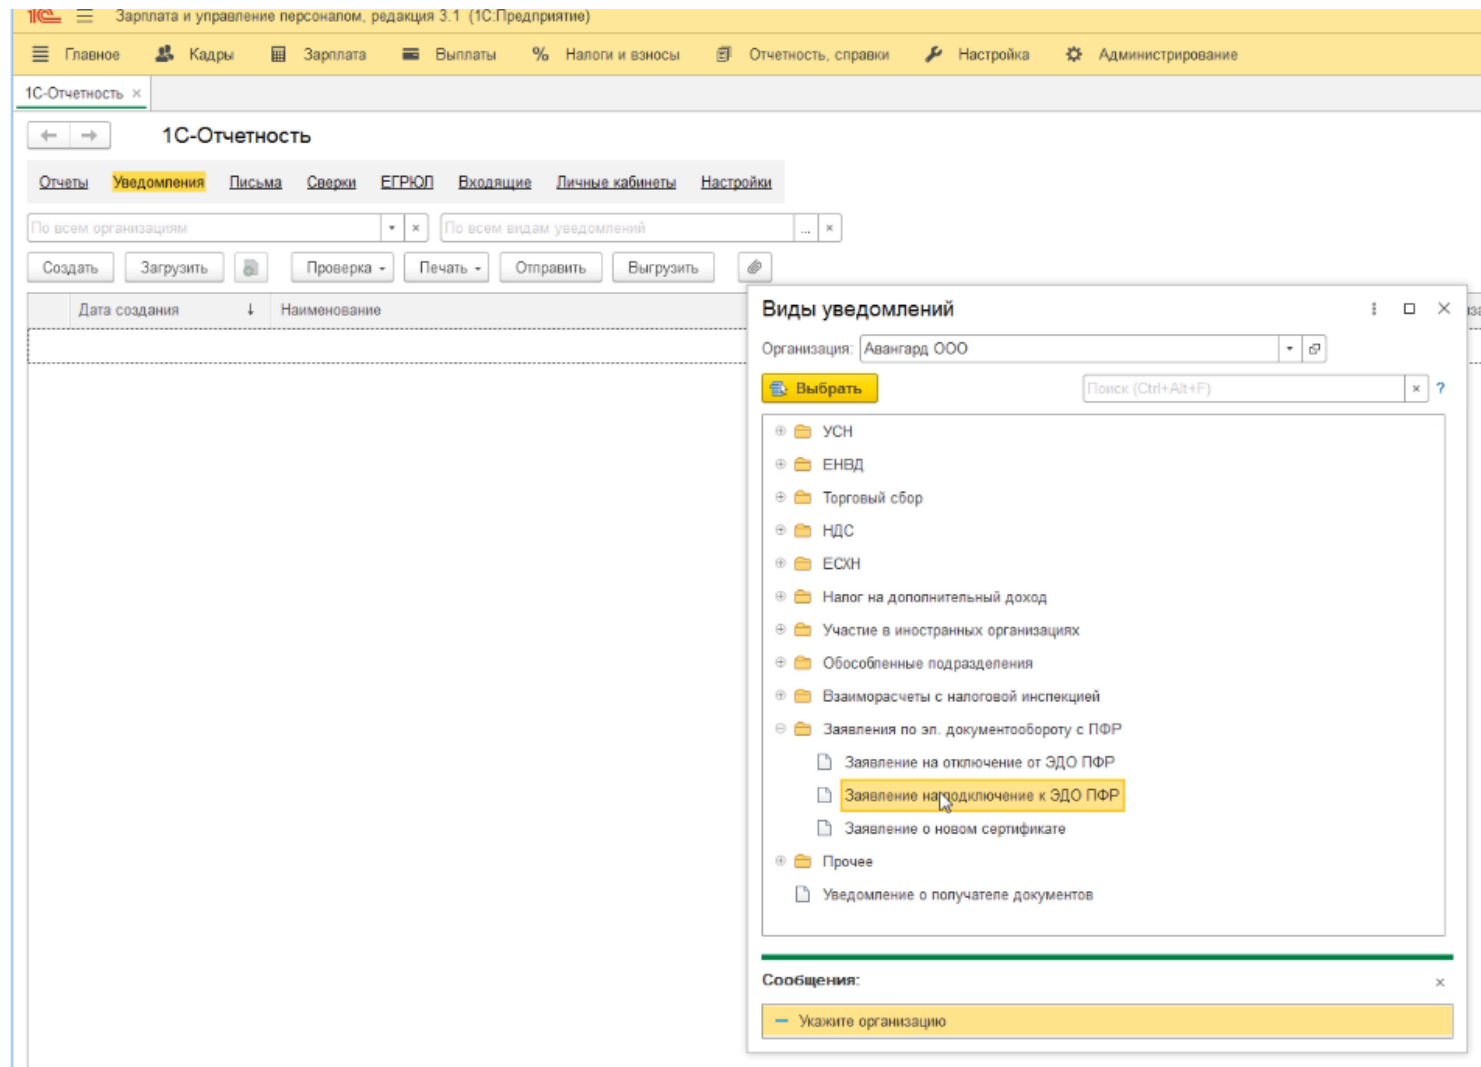 1С Зарплата и управление персоналом, редакция 3.1 (1С:Предприятие)
Главное Кадры Зарплата Выплаты % Налоги и взносы Отчетность, справки Настройка Администрирование
1С-Отчетность ×
1С-Отчетность
Отчеты Уведомления Письма Сверки ЕГРЮЛ Входящие Личные кабинеты Настройки
По всем организациям По всем видам уведомлений ...
Создать Загрузить Проверка Печать Отправить Выгрузить
Дата создания ↓ Наименование
Виды уведомлений
Организация: Авангард ООО
Выбрать Поиск (Ctrl+Alt+F) × ?
УСН
ЕНВД
Торговый сбор
НДС
ЕСХН
Налог на дополнительный доход
Участие в иностранных организациях
Обособленные подразделения
Взаиморасчеты с налоговой инспекцией
Заявления по эл. документообороту с ПФР
Заявление на отключение от ЭДО ПФР
Заявление на подключение к ЭДО ПФР
Заявление о новом сертификате
Прочее
Уведомление о получателе документов
Сообщения:
Укажите организацию